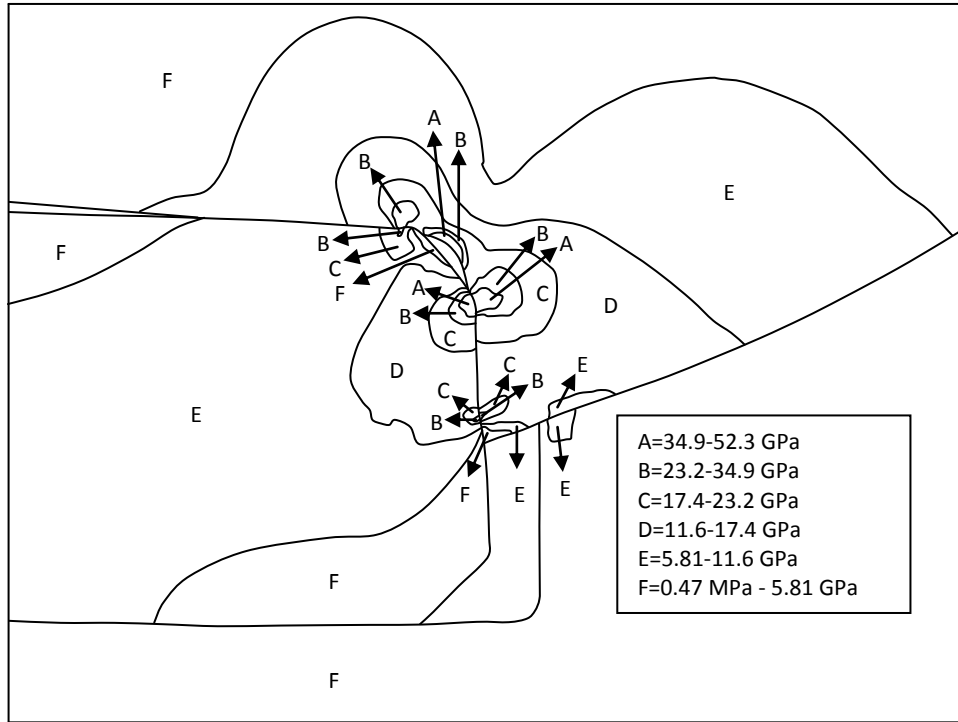 F
A
B
B
E
F
B
B
A
C
C
F
A
D
B
C
D
C
E
C
B
E
B
F
E
E
F
F
A=34.9-52.3 GPa
B=23.2-34.9 GPa
C=17.4-23.2 GPa
D=11.6-17.4 GPa
E=5.81-11.6 GPa
F=0.47 MPa - 5.81 GPa